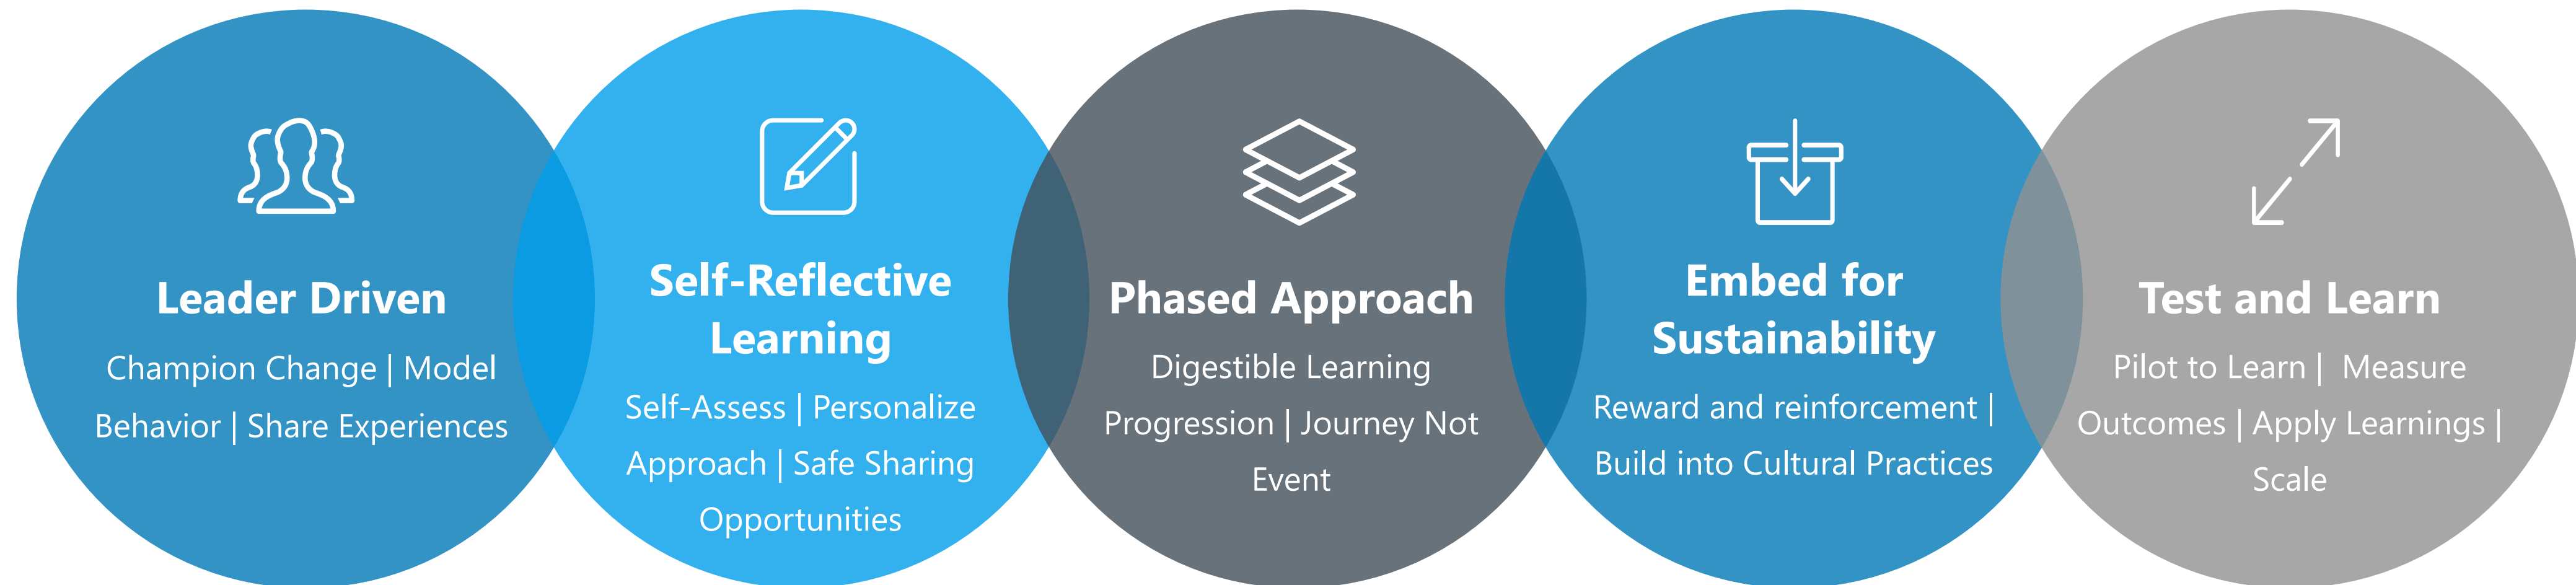 Leader Driven
Champion Change | Model
Behavior | Share Experiences
Self-Reflective
Learning
Self-Assess | Personalize
Approach | Safe Sharing
Opportunities
Phased Approach
Digestible Learning
Progression | Journey Not
Event
Embed for
Sustainability
Reward and reinforcement |
Build into Cultural Practices
Test and Learn
Pilot to Learn |  Measure
Outcomes | Apply Learnings |
Scale